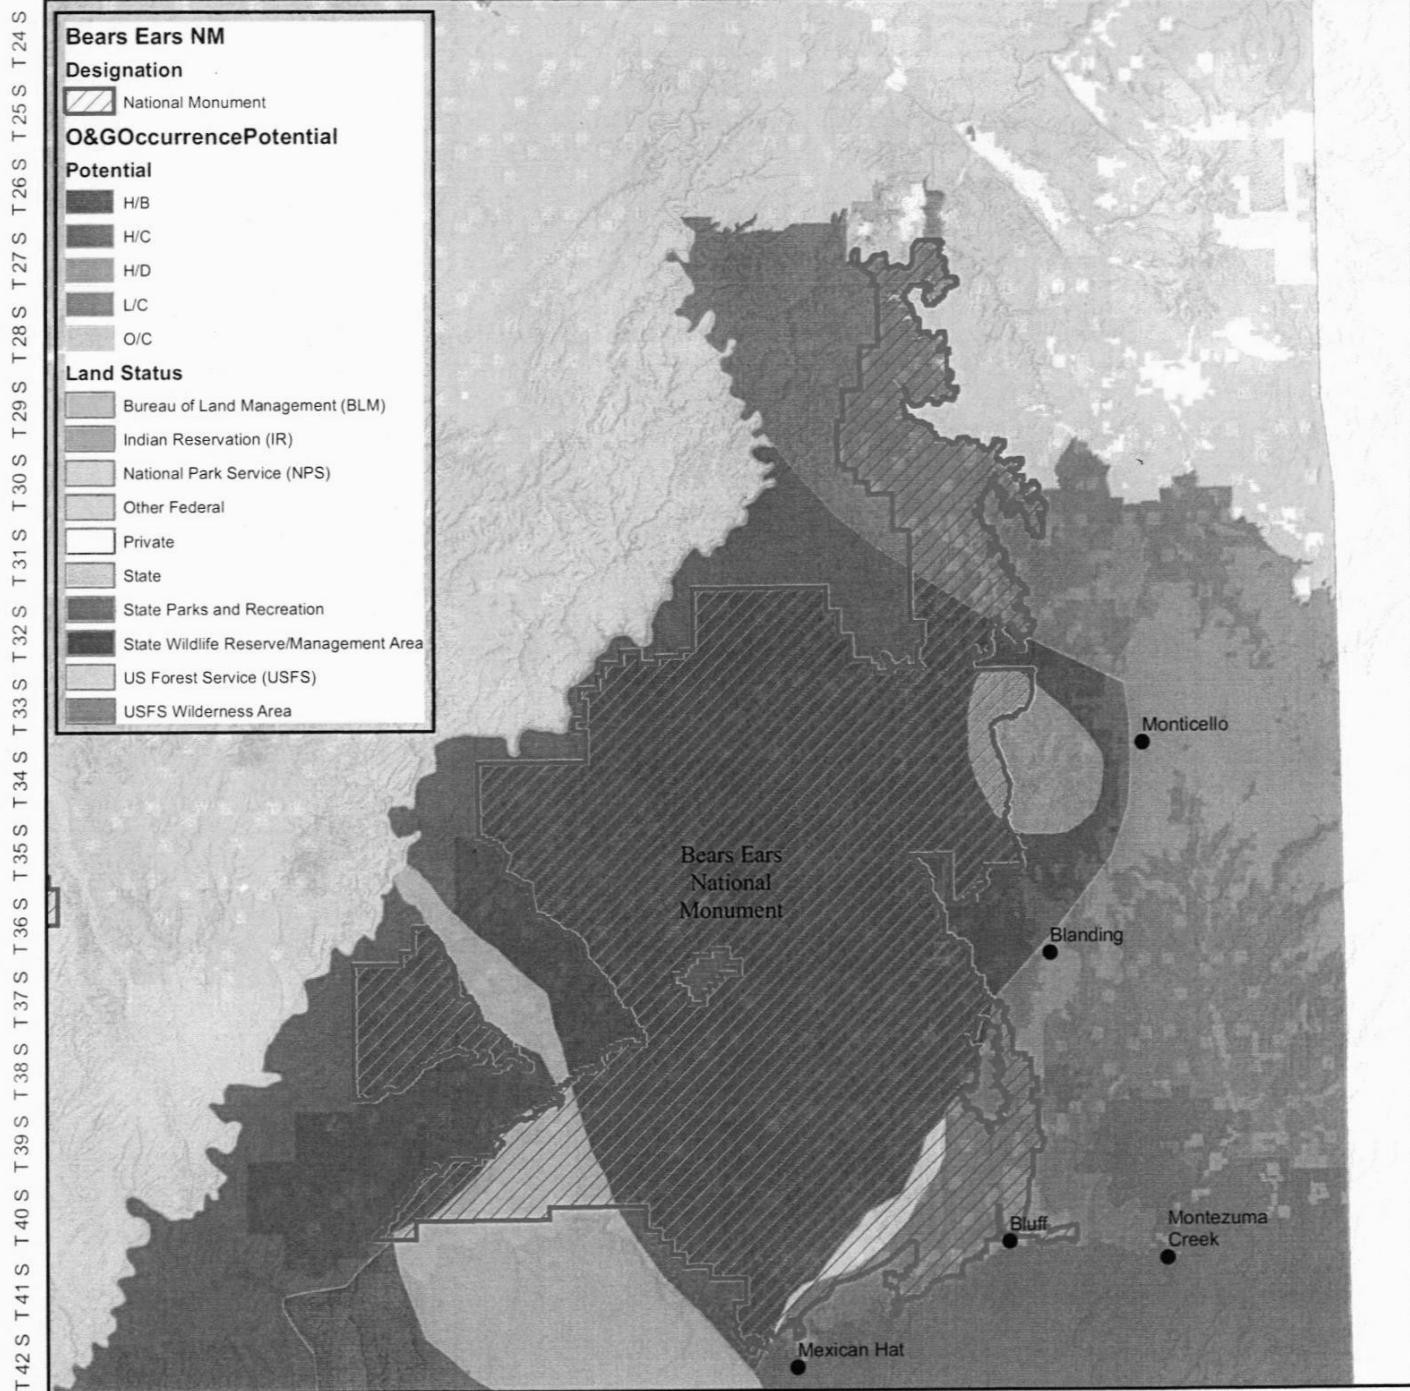 Bears Ears NM
Designation
National Monument
O&GOccurrencePotential
Potential
H/B
H/C
H/D
L/C
O/C
Land Status
Bureau of Land Management (BLM)
Indian Reservation (IR)
National Park Service (NPS)
Other Federal
Private
State
State Parks and Recreation
State Wildlife Reserve/Management Area
US Forest Service (USFS)
USFS Wilderness Area
T 24 S
T 25 S
T 26 S
T 27 S
T 28 S
T 29 S
T 30 S
T 31 S
T 32 S
T 33 S
T 34 S
T 35 S
T 36 S
T 37 S
T 38 S
T 39 S
T 40 S
T 41 S
T 42 S
Monticello
Bears Ears
National
Monument
Blanding
Bluff
Montezuma
Creek
Mexican Hat